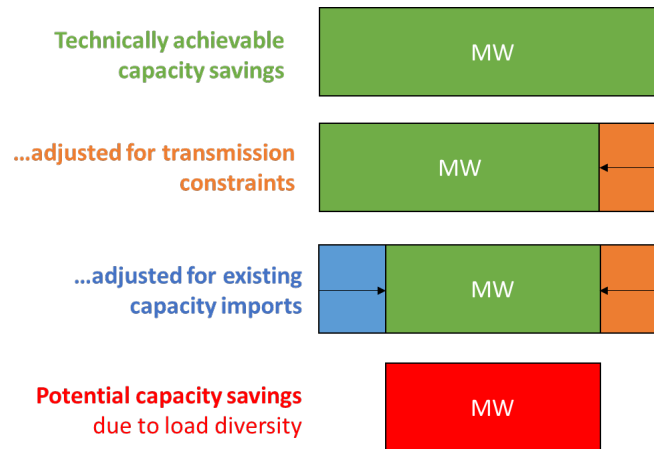 Technically achievable
capacity savings
MW
...adjusted for transmission
constraints
MW
...adjusted for existing
capacity imports
MW
Potential capacity savings
due to load diversity
MW